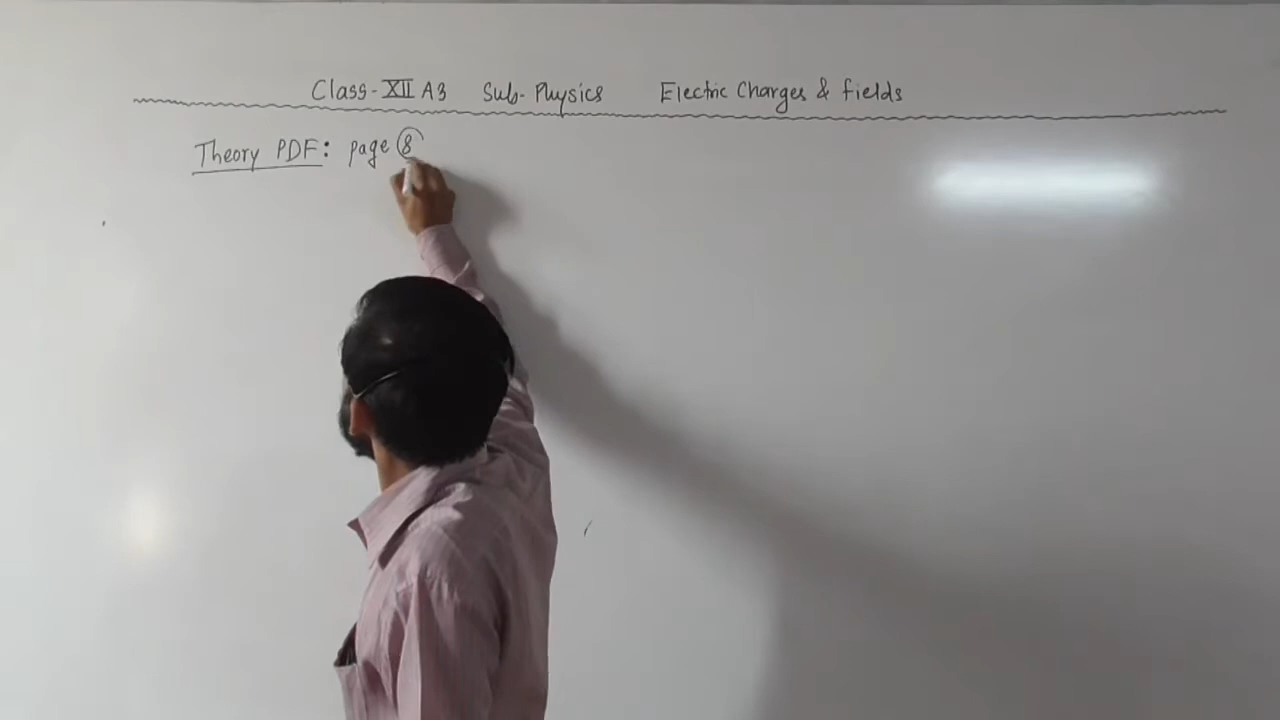 Class-XII A3 Sub-Physics Electric Charges & fields
Theory PDF: page 8